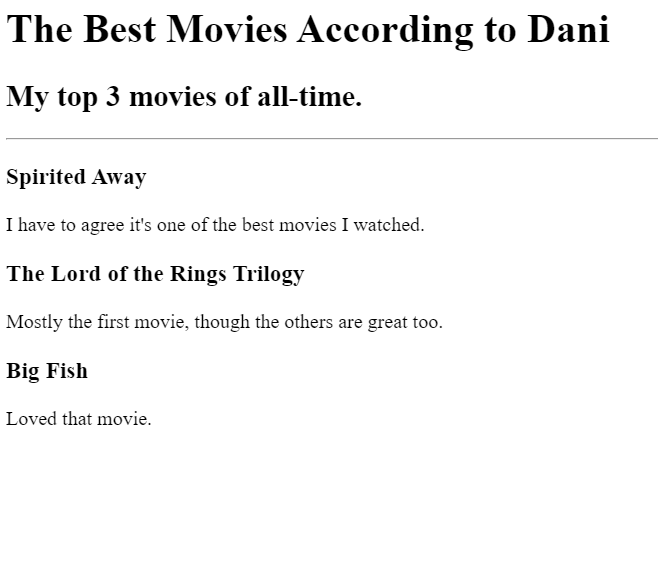 The Best Movies According to Dani
My top 3 movies of all-time.
Spirited Away
I have to agree it's one of the best movies I watched.
The Lord of the Rings Trilogy
Mostly the first movie, though the others are great too.
Big Fish
Loved that movie.